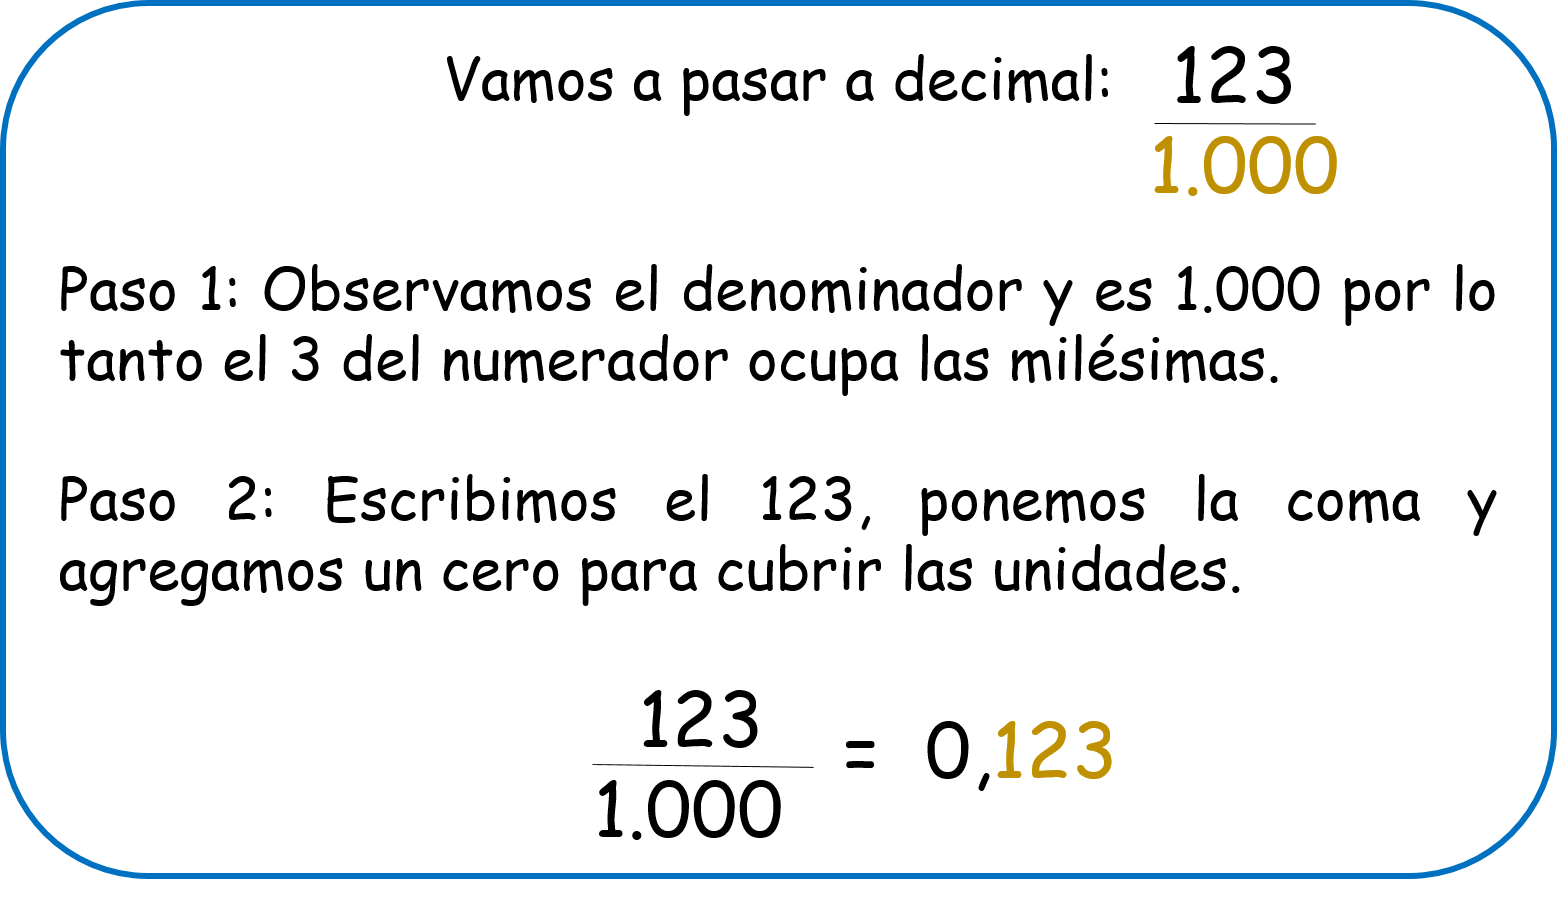 Vamos a pasar a decimal: 123
1.000
Paso 1: Observamos el denominador y es 1.000 por lo
tanto el 3 del numerador ocupa las milésimas.
Paso 2: Escribimos el 123, ponemos la coma y
agregamos un cero para cubrir las unidades.
123
= 0,123
1.000